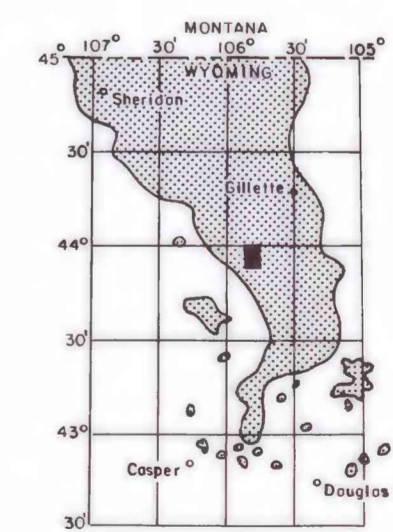 MONTANA
45° 107° 30' 106° 30' 105°
WYOMING
Sheridan
30'
Gillette
44°
30'
43°
Casper
Douglas
30'